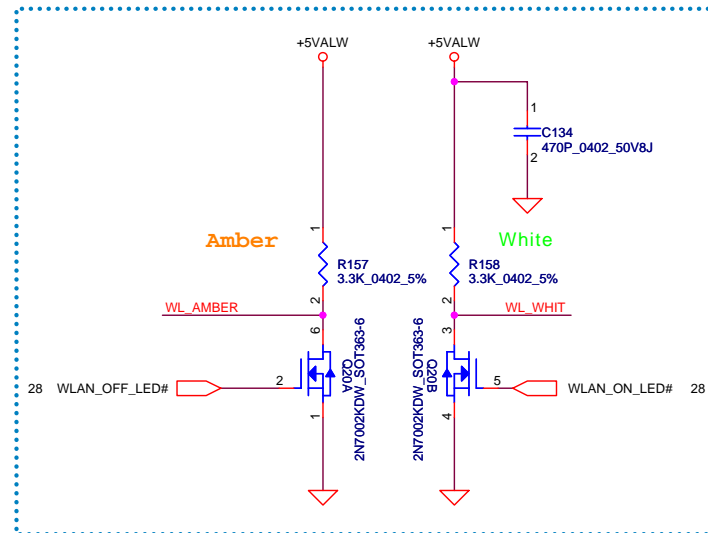 +5VALW
+5VALW
1
C134
470P_0402_50V8J
2
Amber
White
1
R157
3.3K_0402_5%
2
1
R158
3.3K_0402_5%
2
WL_AMBER
WL_WHIT
6
3
28 WLAN_OFF_LED#
2
Q20A
2N7002KDW_SOT363-6
1
Q20B
2N7002KDW_SOT363-6
5
WLAN_ON_LED# 28
4